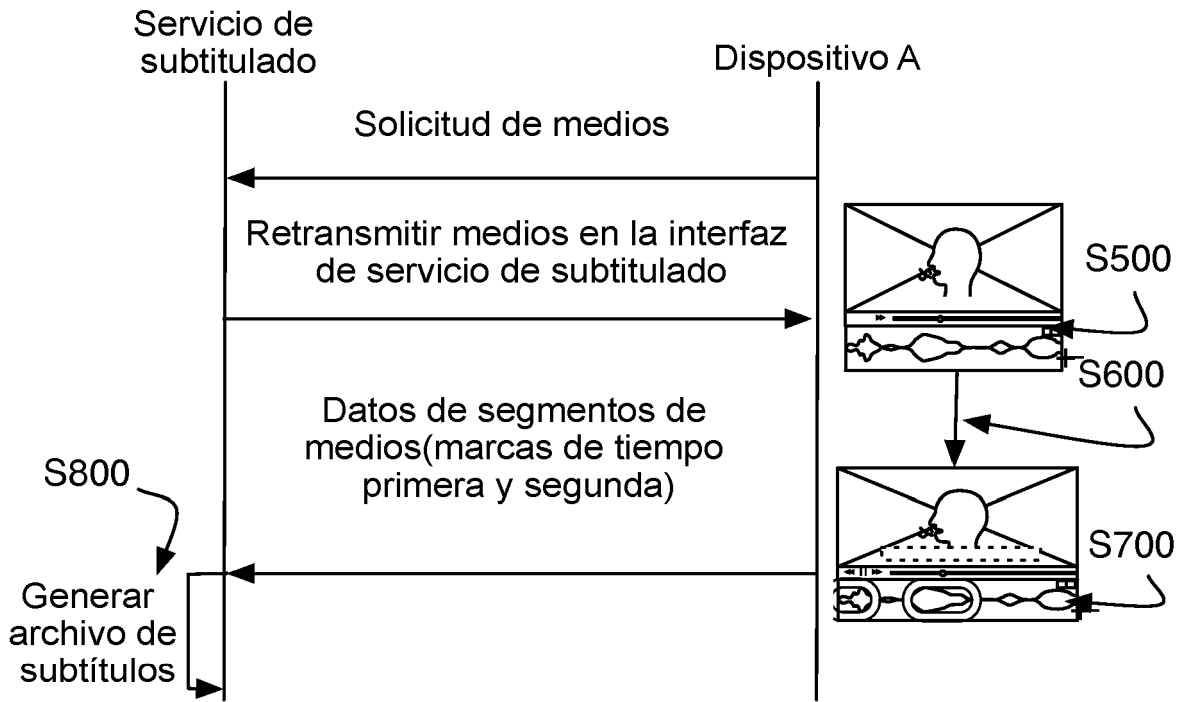 Servicio de
subtitulado
Dispositivo A
Solicitud de medios
Retransmitir medios en la interfaz
de servicio de subtitulado
S500
S600
Datos de segmentos de
medios(marcas de tiempo
primera y segunda)
S800
S700
Generar
archivo de
subtítulos